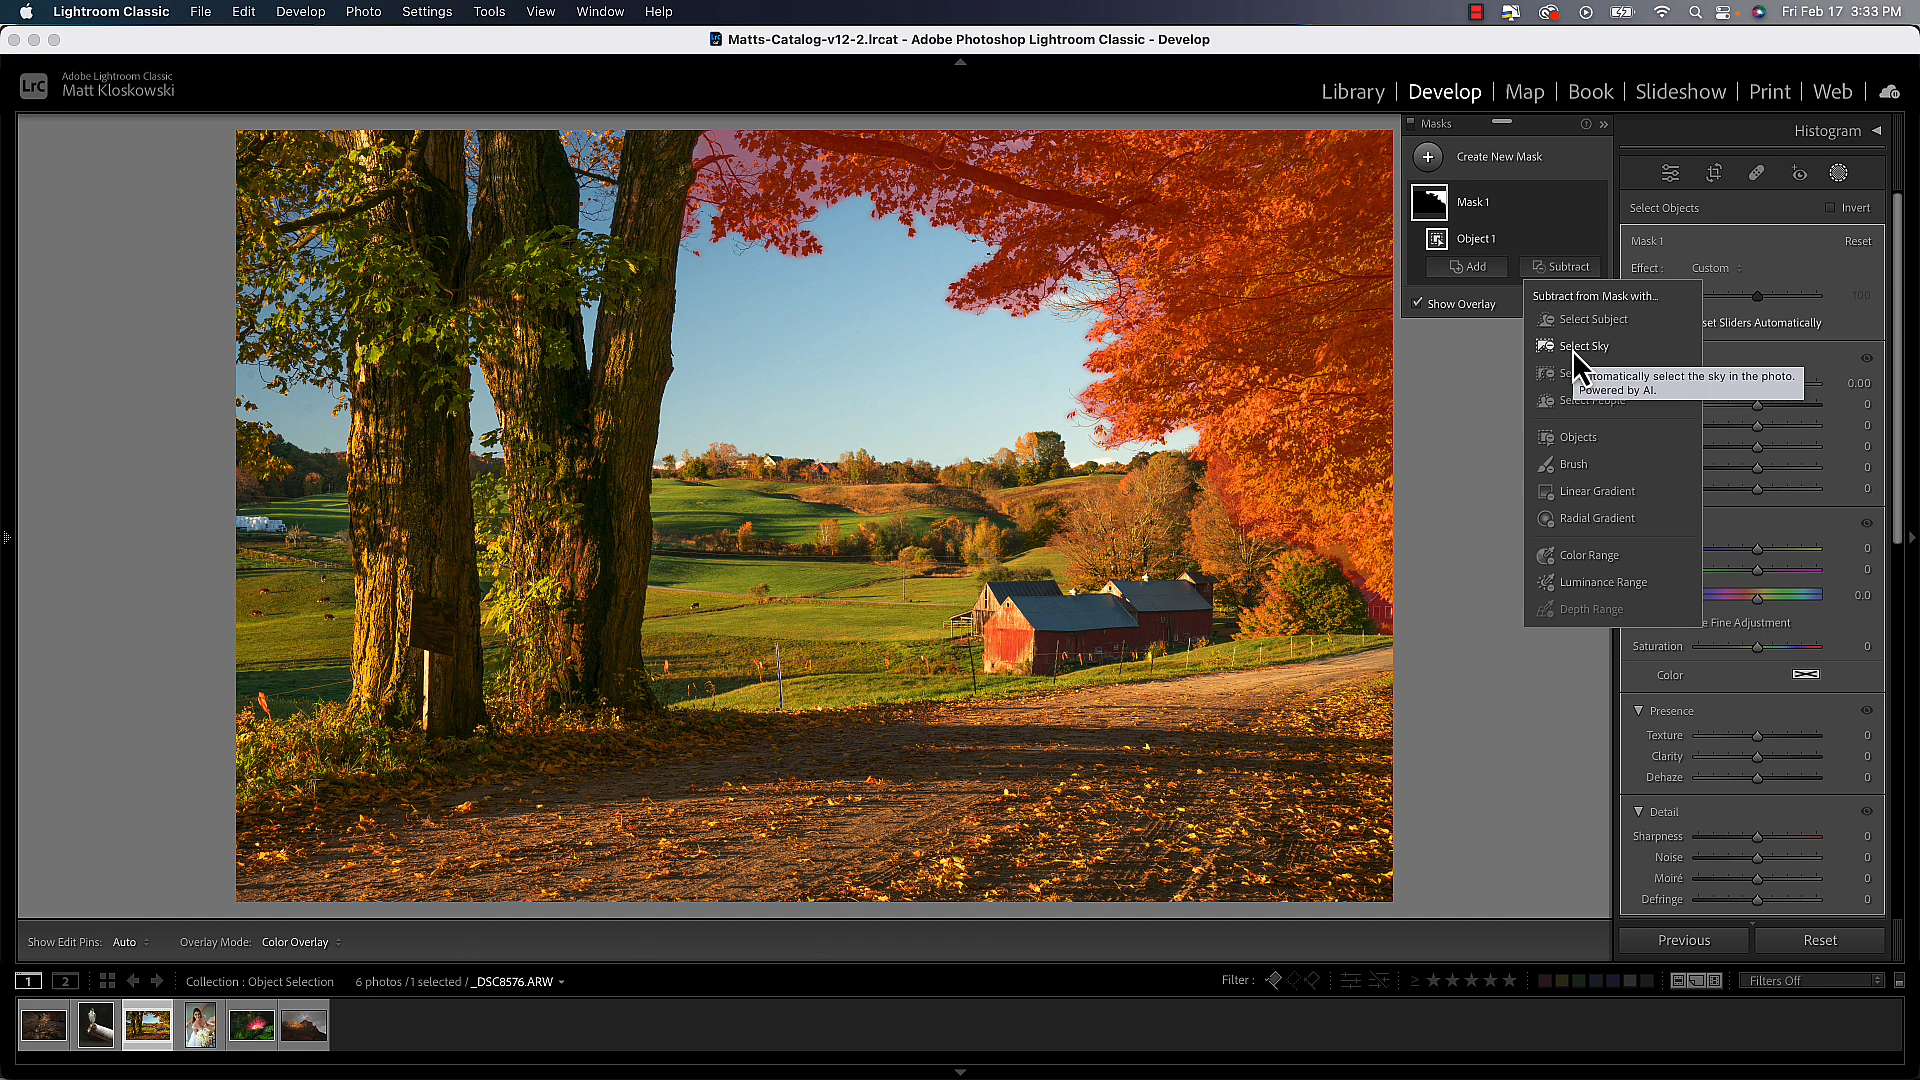 Lightroom Classic File Edit Develop Photo Settings Tools View Window Help Fri Feb 17 3:33 PM
Matts-Catalog-v12-2.lrcat - Adobe Photoshop Lightroom Classic - Develop
LrC
Adobe Lightroom Classic
Matt Kloskowski
Library | Develop | Map | Book | Slideshow | Print | Web |
Masks
Create New Mask
Mask 1
Object 1
Add Subtract
Show Overlay
Subtract from Mask with...
Select Subject
Select Sky
Se
tomatically select the sky in the photo.
Powered by AI.
Select People
Objects
Brush
Linear Gradient
Radial Gradient
Color Range
Luminance Range
Depth Range
Histogram
Select Objects Invert
Mask 1 Reset
Effect : Custom
100
set Sliders Automatically
0.00
0
0
0
0
0
0
0
0.0
e Fine Adjustment
Saturation 0
Color
Presence
Texture 0
Clarity 0
Dehaze 0
Detail
Sharpness 0
Noise 0
Moiré 0
Defringe 0
Previous Reset
Show Edit Pins: Auto Overlay Mode: Color Overlay
1 2 Collection : Object Selection 6 photos /1 selected /_DSC8576.ARW Filter : ≥ Filters Off